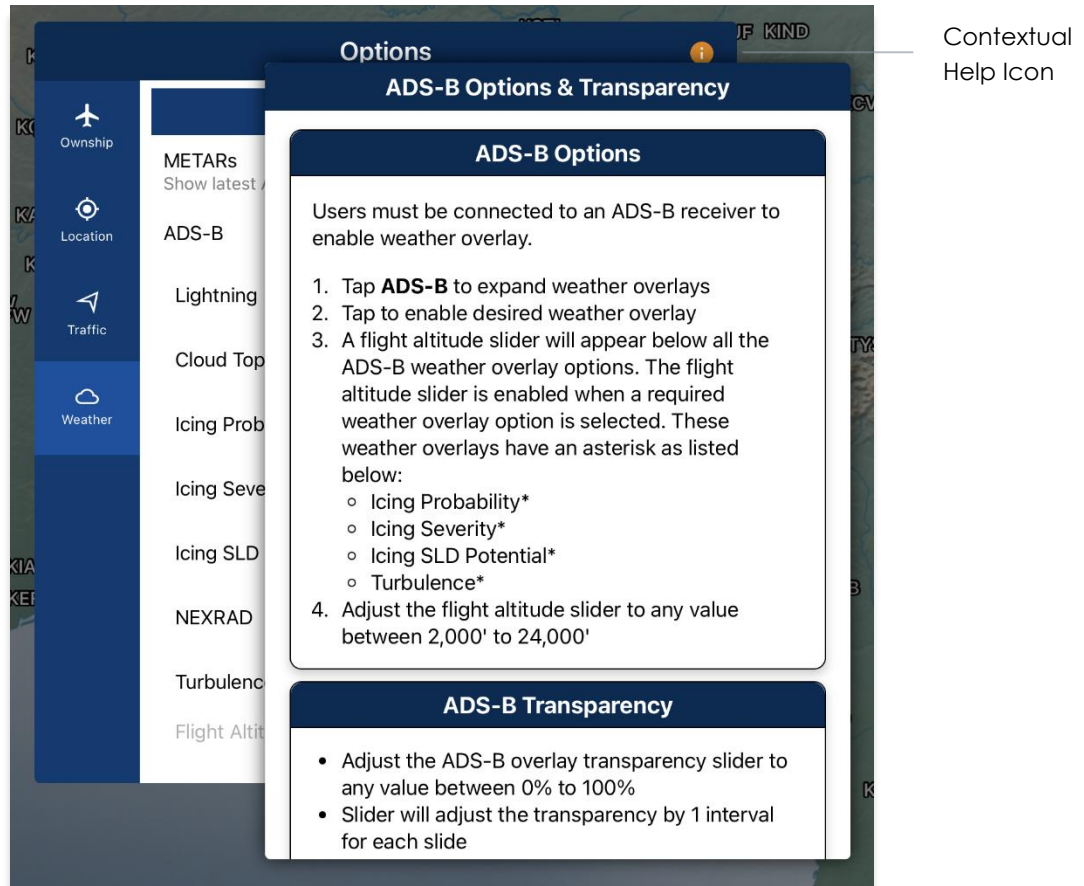 Options
Contextual
Help Icon
JF KIND
Ownship
Location
Traffic
Weather
METARs
Show latest
ADS-B
Lightning
Cloud Top
Icing Prob
Icing Seve
Icing SLD
NEXRAD
Turbulenc
Flight Altit
ADS-B Options & Transparency
ADS-B Options
Users must be connected to an ADS-B receiver to
enable weather overlay.
1. Tap ADS-B to expand weather overlays
2. Tap to enable desired weather overlay
3. A flight altitude slider will appear below all the
ADS-B weather overlay options. The flight
altitude slider is enabled when a required
weather overlay option is selected. These
weather overlays have an asterisk as listed
below:
◦ Icing Probability*
◦ Icing Severity*
◦ Icing SLD Potential*
◦ Turbulence*
4. Adjust the flight altitude slider to any value
between 2,000' to 24,000'
ADS-B Transparency
• Adjust the ADS-B overlay transparency slider to
any value between 0% to 100%
• Slider will adjust the transparency by 1 interval
for each slide